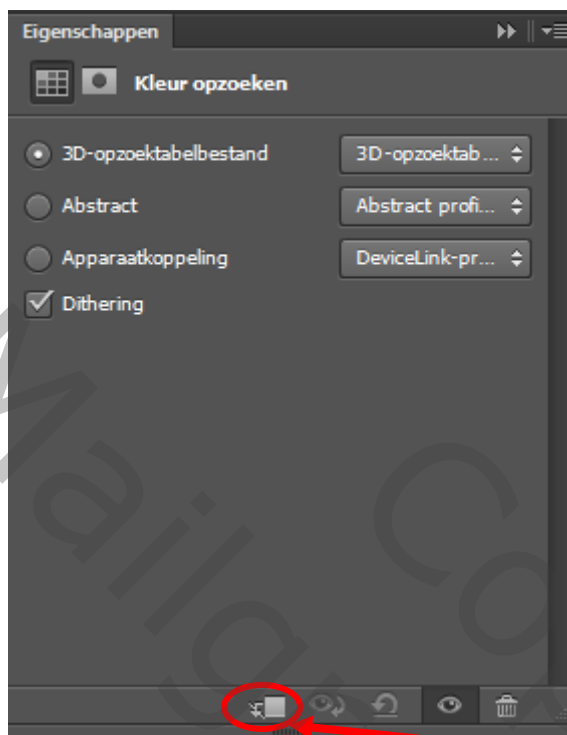 Eigenschappen
Kleur opzoeken
3D-opzoektabelbestand 3D-opzoektab...
Abstract Abstract profi...
Apparaatkoppeling DeviceLink-pr...
Dithering